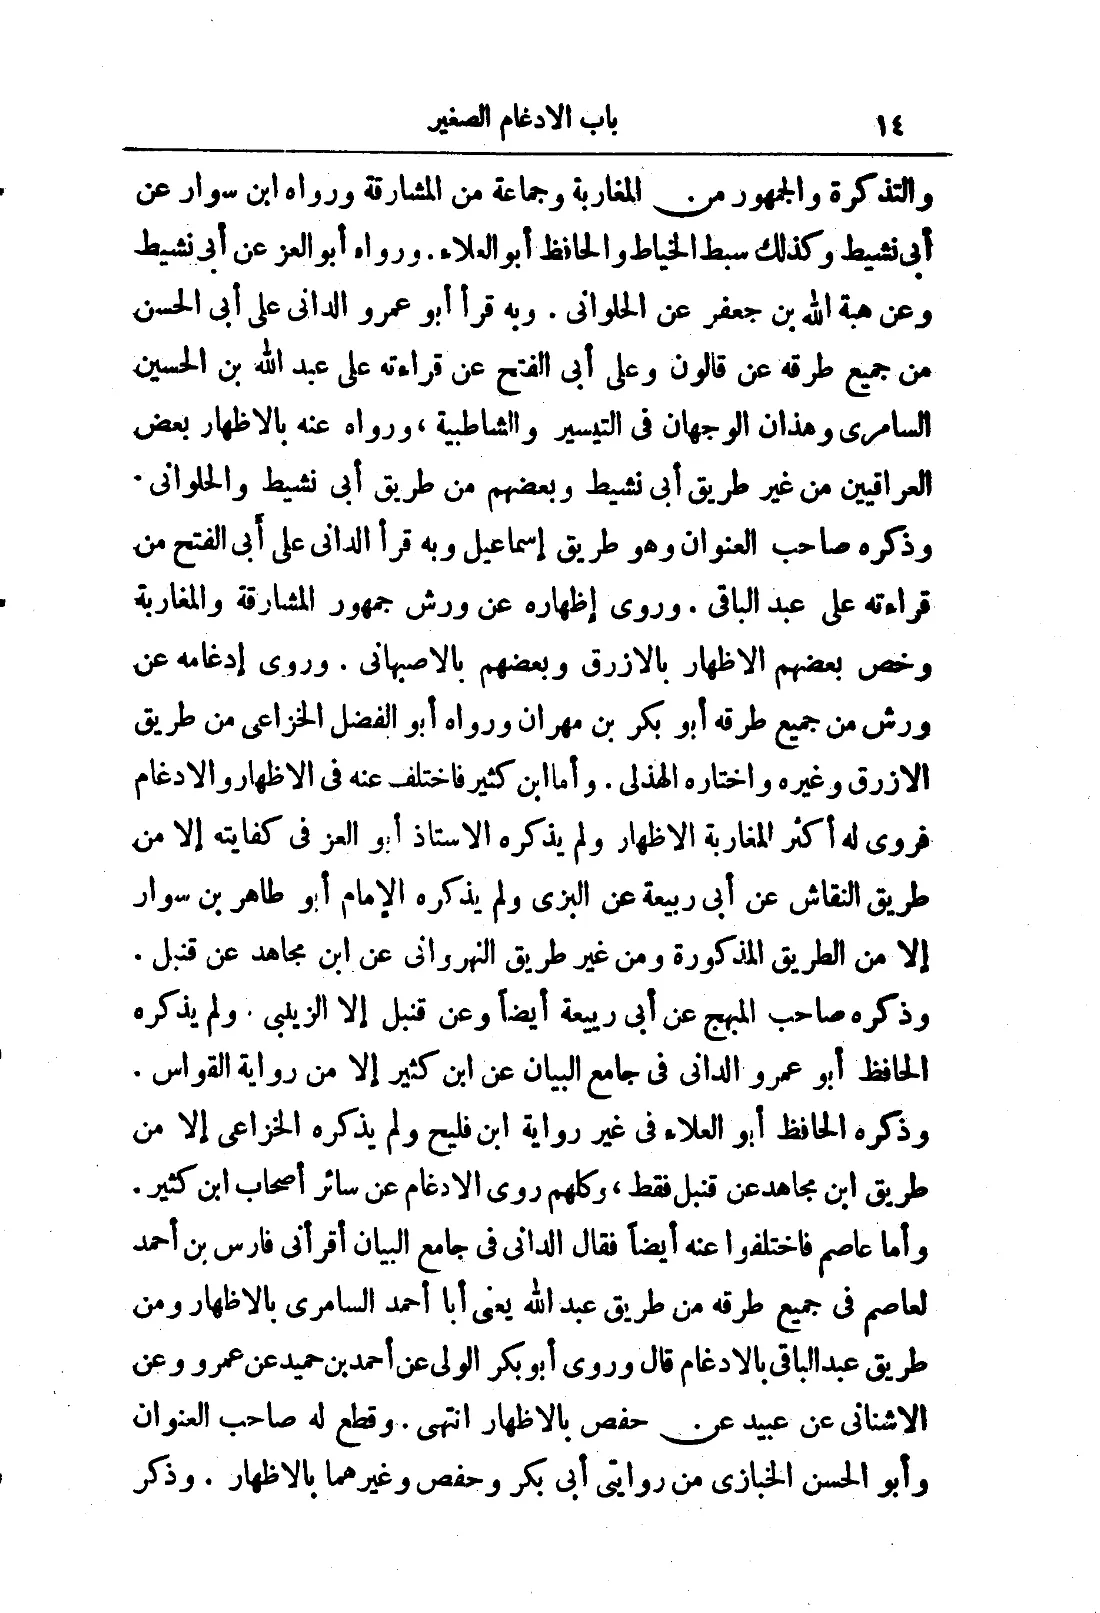 ١٤ باب الادغام الصغير
والتذكرة والجمهور من المغاربة وجماعة من المشارقة ورواه ابن سوار عن
أبى نشيط وكذلك سبط الخياط والحافظ أبو العلاء. ورواه أبو العز عن أبى نشيط
وعن هبة الله بن جعفر عن الحلوانى . وبه قرأ أبو عمرو الدانى على أبى الحسن
من جميع طرقه عن قالون وعلى أبى الفتح عن قراءته على عبد الله بن الحسين
السامرى وهذان الوجهان فى التيسير والشاطبية ، ورواه عنه بالاظهار بعض
العراقيين من غير طريق أبى نشيط وبعضهم من طريق أبى نشيط والحلوانى .
وذكره صاحب العنوان وهو طريق إسماعيل وبه قرأ الدانى على أبى الفتح من
قراءته على عبد الباقى . وروى إظهاره عن ورش جمهور المشارقة والمغاربة
وخص بعضهم الاظهار بالازرق وبعضهم بالاصبهانى . وروى إدغامه عن
ورش من جميع طرقه أبو بكر بن مهران ورواه أبو الفضل الخزاعى من طريق
الازرق وغيره واختاره الهذلى . وأما ابن كثير فاختلف عنه فى الاظهار والادغام
فروى له أكثر المغاربة الاظهار ولم يذكره الاستاذ أبو العز فى كفايته إلا من
طريق النقاش عن أبى ربيعة عن البزى ولم يذكره الإمام أبو طاهر بن سوار
إلا من الطريق المذكورة ومن غير طريق النهروانى عن ابن مجاهد عن قنبل .
وذكره صاحب المبهج عن أبى ربيعة أيضاً وعن قنبل إلا الزينبى . ولم يذكره
الحافظ أبو عمرو الدانى فى جامع البيان عن ابن كثير إلا من رواية القواس .
وذكره الحافظ أبو العلاء فى غير رواية ابن فليح ولم يذكره الخزاعى إلا من
طريق ابن مجاهد عن قنبل فقط ، وكلهم روى الادغام عن سائر أصحاب ابن كثير .
وأما عاصم فاختلفوا عنه أيضاً فقال الدانى فى جامع البيان أقرأنى فارس بن أحمد
لعاصم فى جميع طرقه من طريق عبد الله يعنى أبا أحمد السامرى بالاظهار ومن
طريق عبد الباقى بالادغام قال وروى أبو بكر الولى عن أحمد بن حميد عن عمرو وعن
الاشنانى عن عبيد عن حفص بالاظهار انتهى . وقطع له صاحب العنوان
وأبو الحسن الخبازى من روايتى أبى بكر وحفص وغيرهما بالاظهار . وذكر